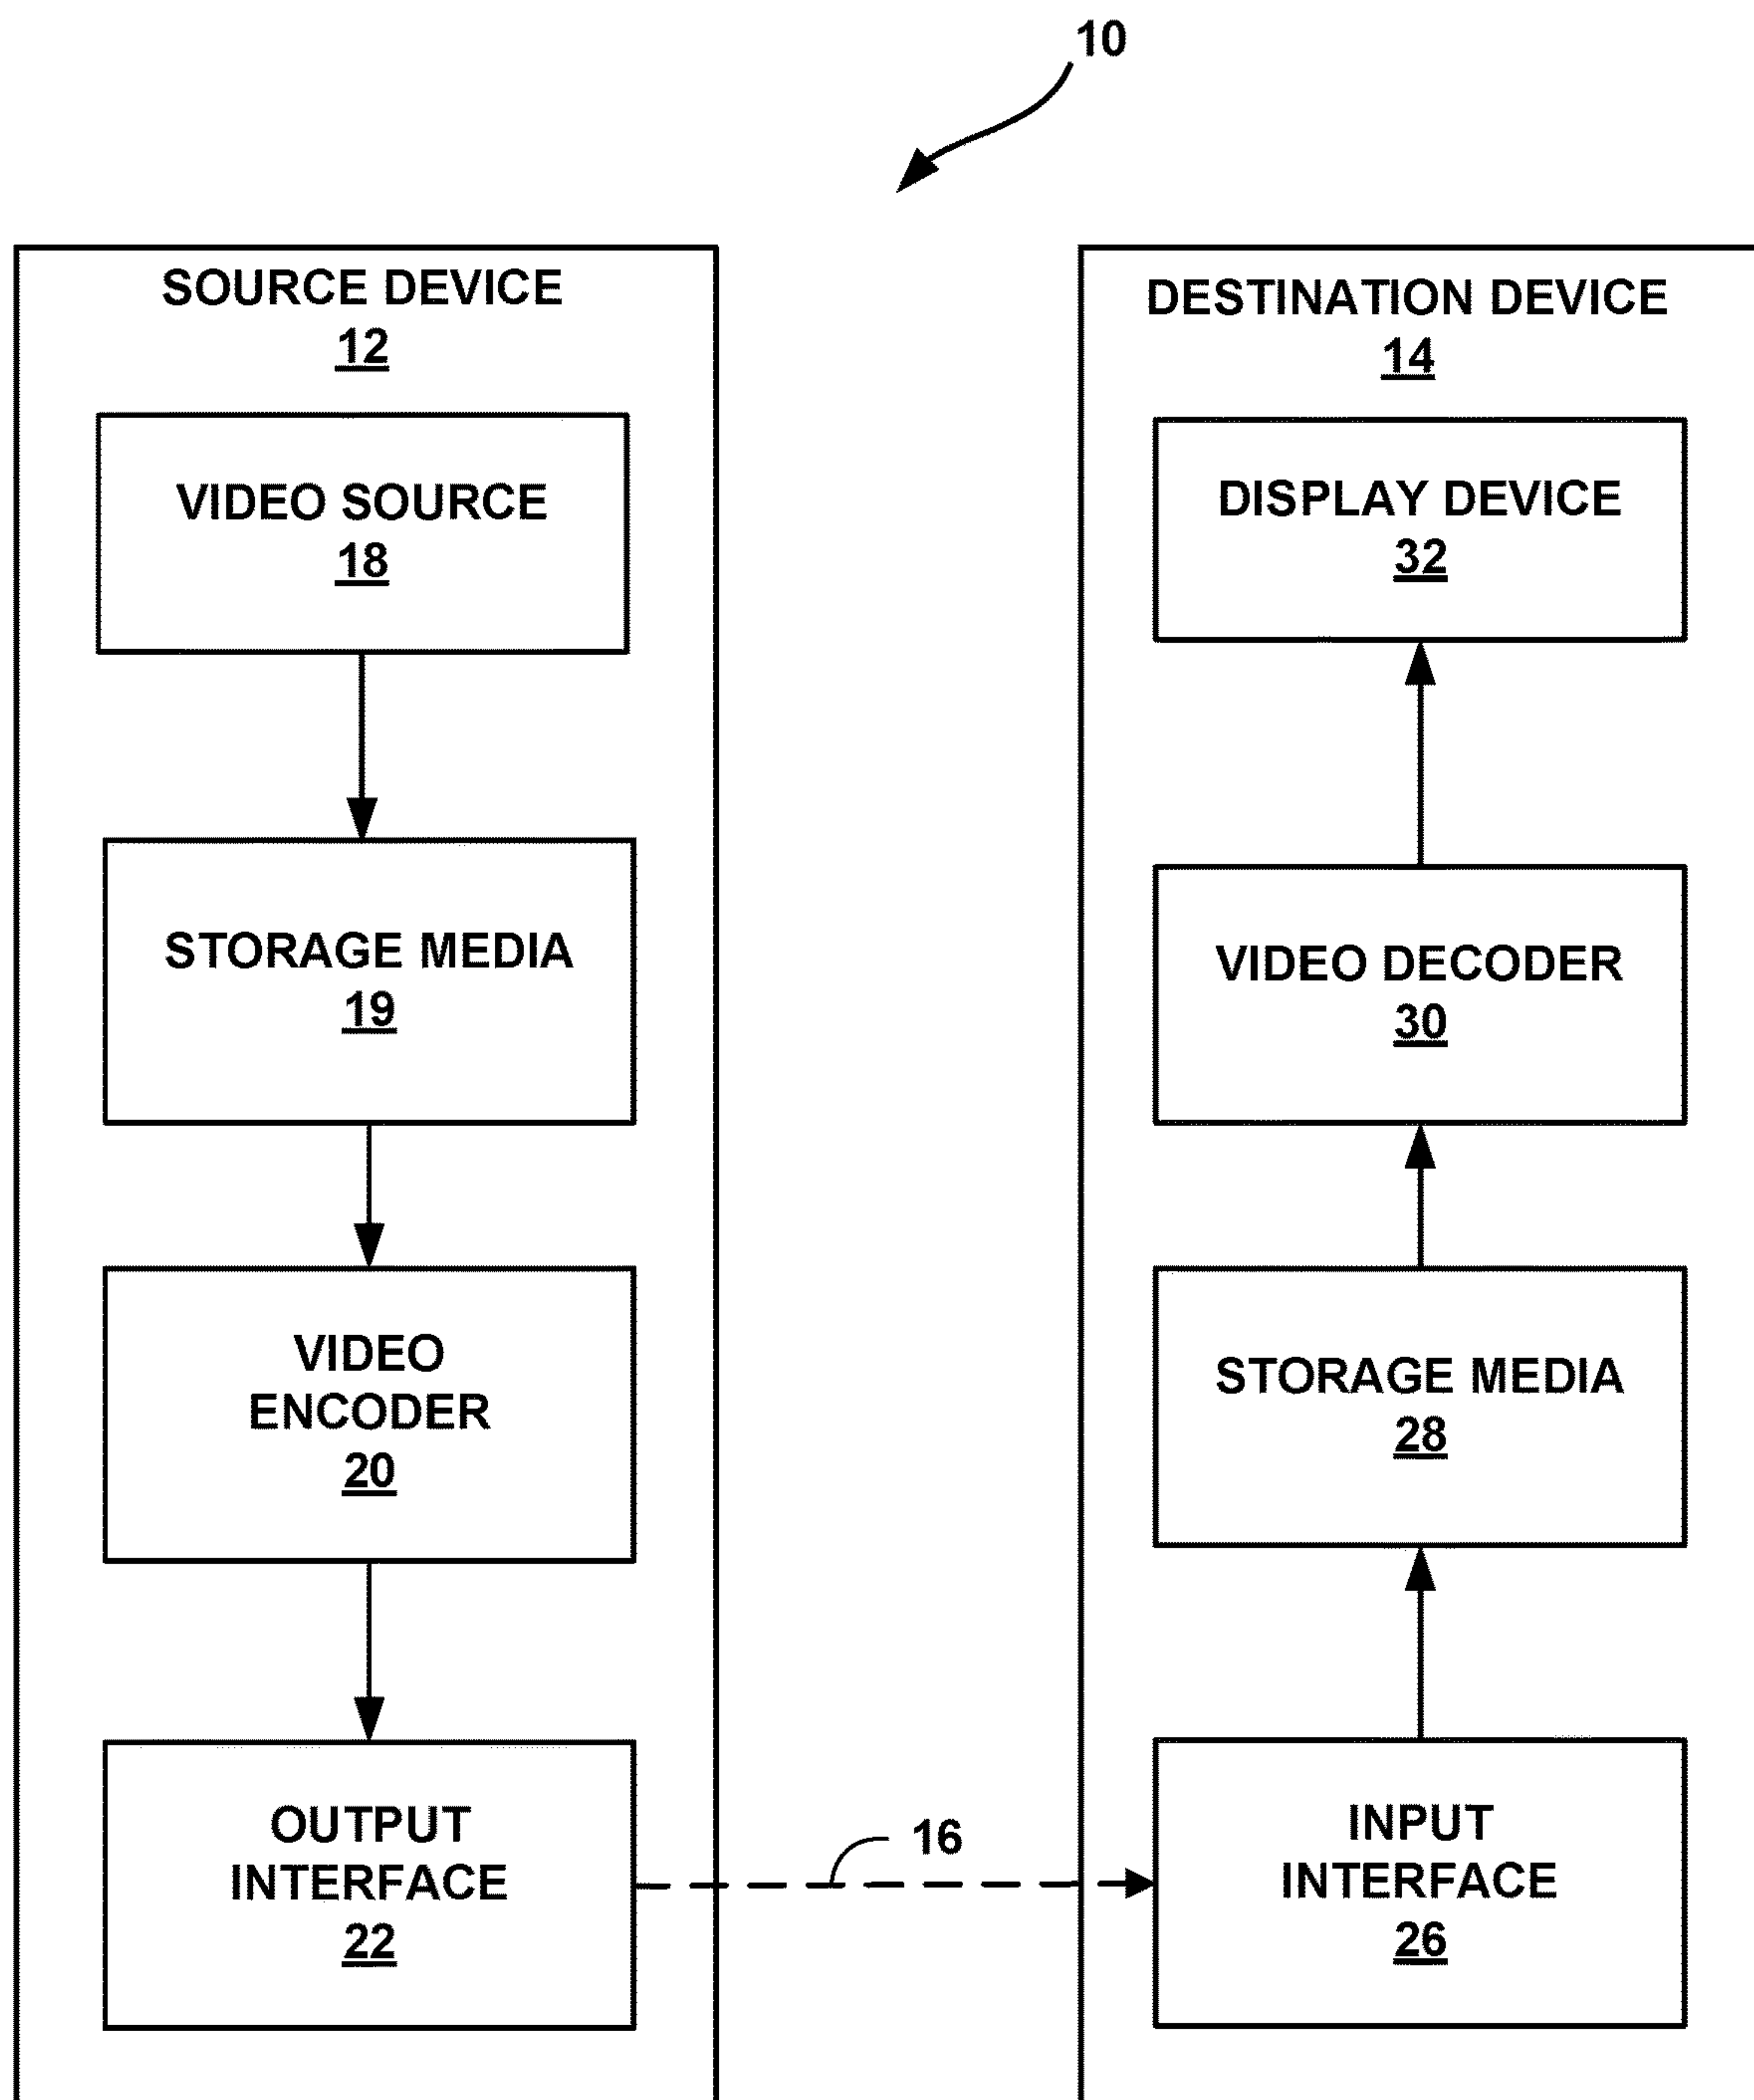 10
SOURCE DEVICE
12
VIDEO SOURCE
18
STORAGE MEDIA
19
VIDEO
ENCODER
20
OUTPUT
INTERFACE
22
16
DESTINATION DEVICE
14
DISPLAY DEVICE
32
VIDEO DECODER
30
STORAGE MEDIA
28
INPUT
INTERFACE
26